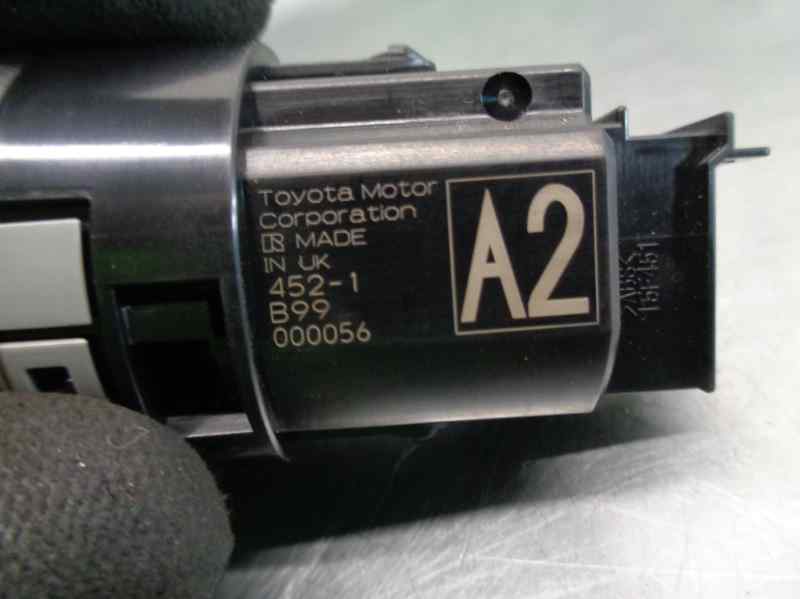 Toyota Motor
Corporation
R MADE
IN UK
452-1
B99
000056
A2